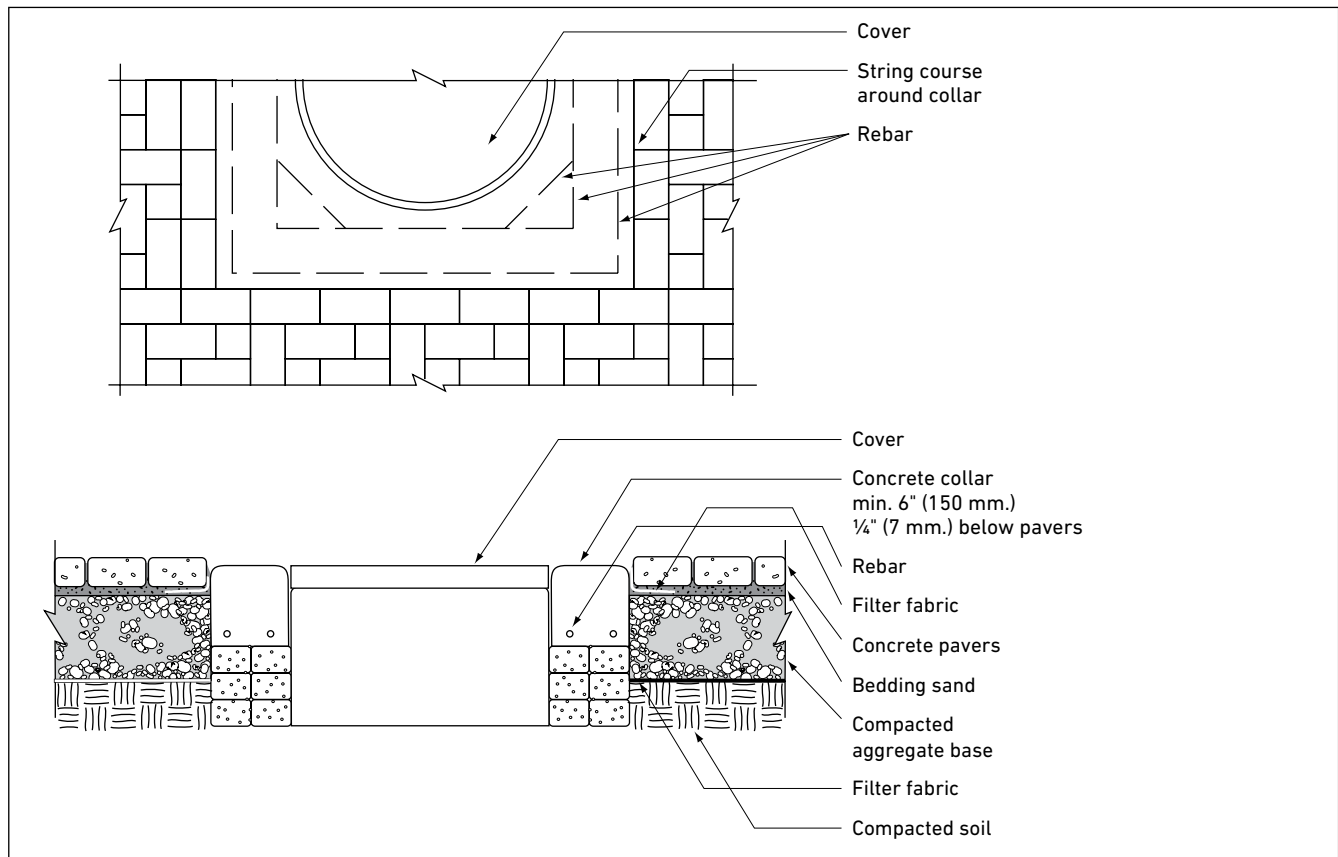 Cover
String course
around collar
Rebar
Cover
Concrete collar
min. 6" (150 mm.)
¼" (7 mm.) below pavers
Rebar
Filter fabric
Concrete pavers
Bedding sand
Compacted
aggregate base
Filter fabric
Compacted soil